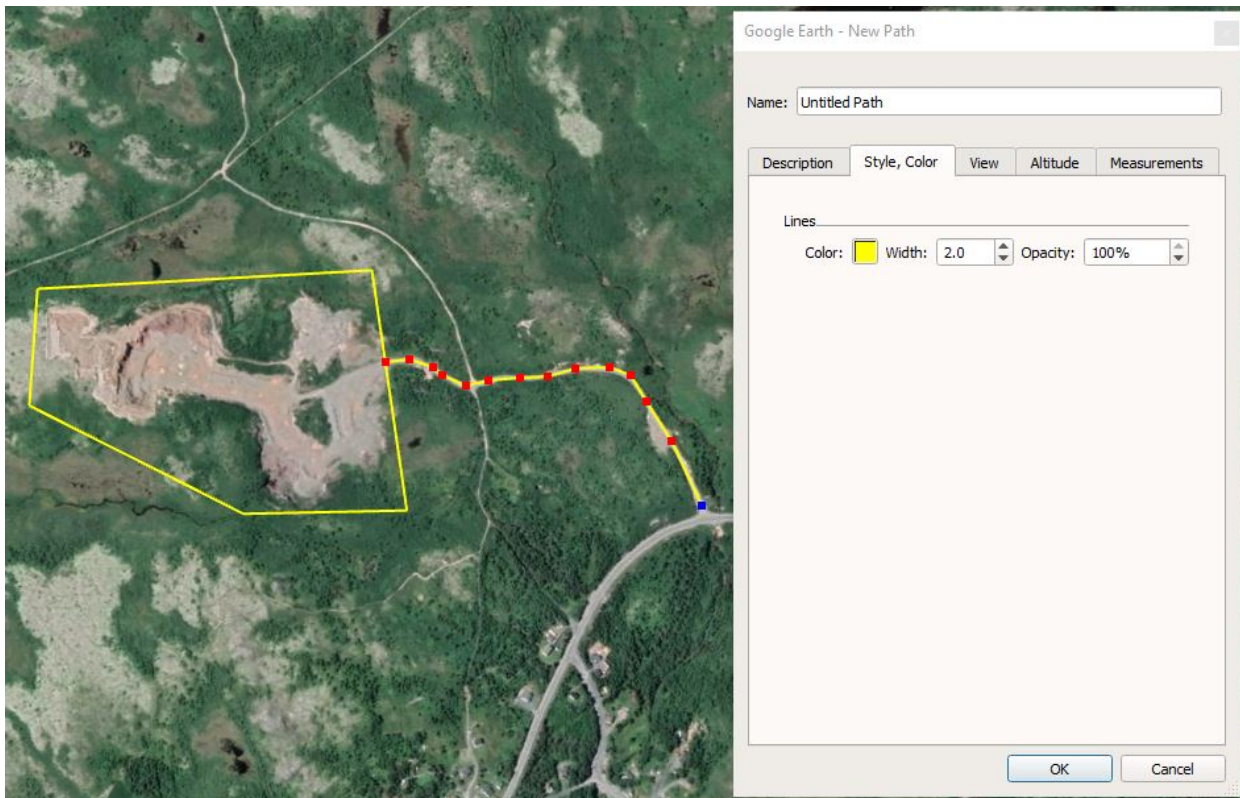 Google Earth - New Path
Name: Untitled Path
Description Style, Color View Altitude Measurements
Lines
Color: Width: 2.0 Opacity: 100%
OK Cancel